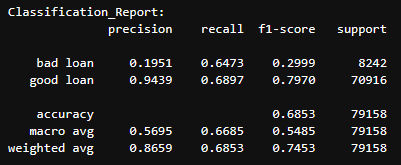 Classification_Report:
precision recall f1-score support
bad loan 0.1951 0.6473 0.2999 8242
good loan 0.9439 0.6897 0.7970 70916
accuracy 0.6853 79158
macro avg 0.5695 0.6685 0.5485 79158
weighted avg 0.8659 0.6853 0.7453 79158